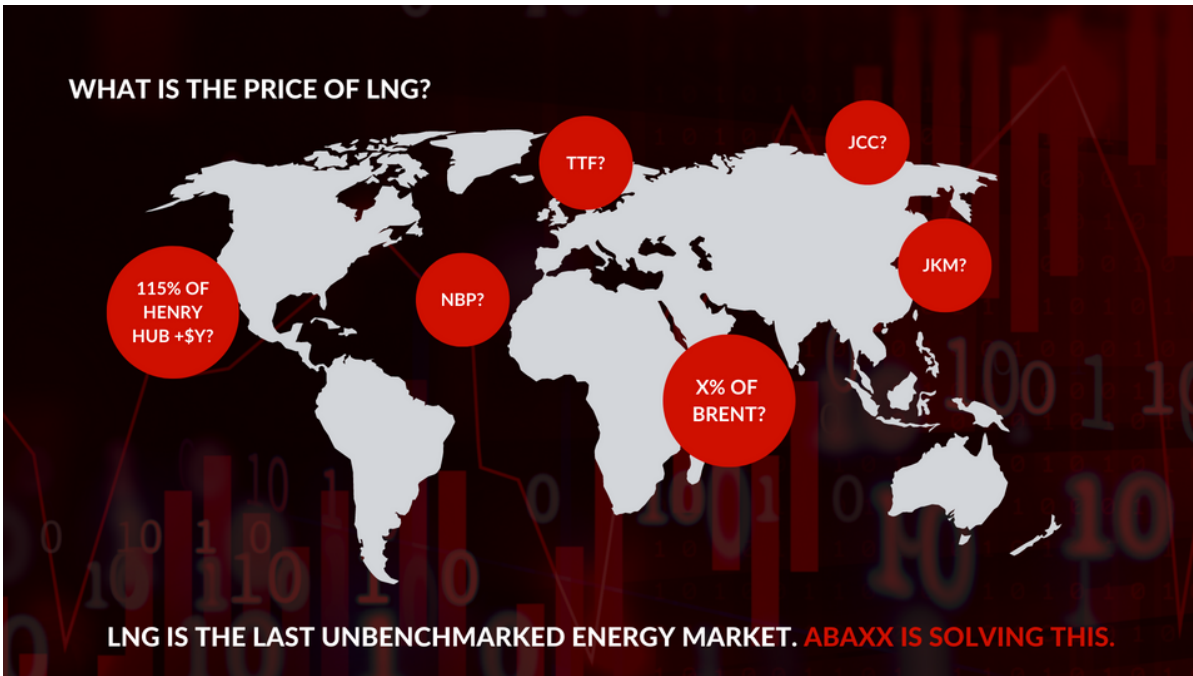 WHAT IS THE PRICE OF LNG?
TTF?
JCC?
115% OF
HENRY
HUB +$Y?
NBP?
JKM?
X% OF
BRENT?
LNG IS THE LAST UNBENCHMARKED ENERGY MARKET. ABAXX IS SOLVING THIS.